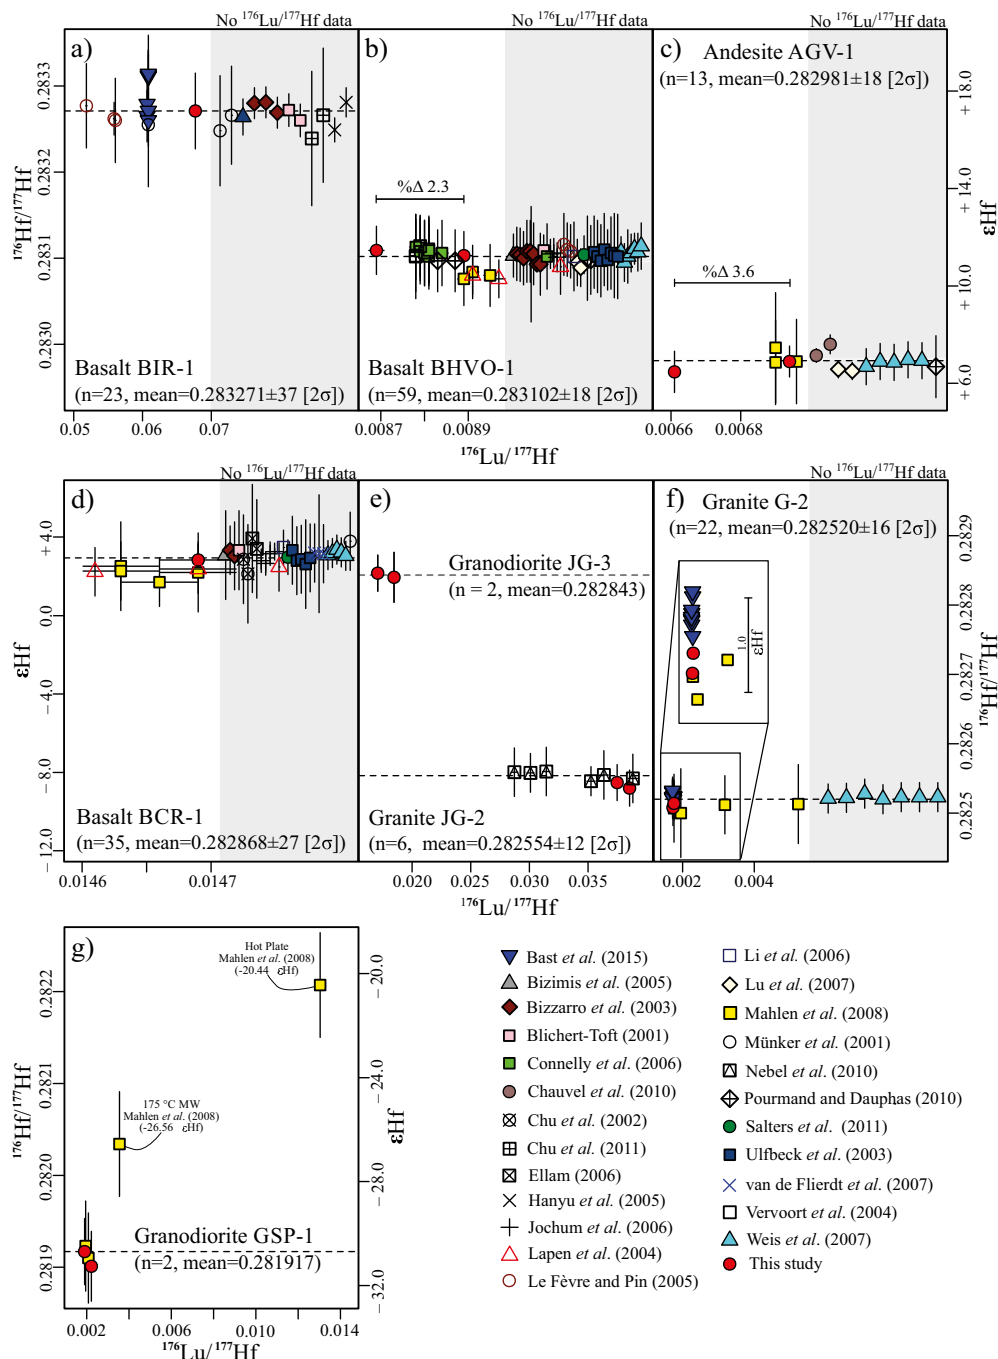 No ¹⁷⁶Lu/¹⁷⁷Hf data
a)
b)
c)
Andesite AGV-1
(n=13, mean=0.282981±18 [2σ])
0.2833
0.2832
0.2831
0.2830
¹⁷⁶Hf/¹⁷⁷Hf
%Δ 2.3
%Δ 3.6
+18.0
+14.0
+10.0
+6.0
εHf
Basalt BIR-1
(n=23, mean=0.283271±37 [2σ])
Basalt BHVO-1
(n=59, mean=0.283102±18 [2σ])
0.05 0.06 0.07
0.0087 0.0089
0.0066 0.0068
¹⁷⁶Lu/¹⁷⁷Hf
No ¹⁷⁶Lu/¹⁷⁷Hf data
No ¹⁷⁶Lu/¹⁷⁷Hf data
d)
e)
f)
Granite G-2
(n=22, mean=0.282520±16 [2σ])
+4.0
0.0
−4.0
−8.0
−12.0
εHf
Granodiorite JG-3
(n = 2, mean=0.282843)
1.0
εHf
0.2829
0.2828
0.2827
0.2826
0.2825
¹⁷⁶Hf/¹⁷⁷Hf
Basalt BCR-1
(n=35, mean=0.282868±27 [2σ])
Granite JG-2
(n=6, mean=0.282554±12 [2σ])
0.0146 0.0147
0.020 0.025 0.030 0.035
0.002 0.004
¹⁷⁶Lu/¹⁷⁷Hf
g)
Hot Plate
Mahlen et al. (2008)
(-20.44 εHf)
175 °C MW
Mahlen et al. (2008)
(-26.56 εHf)
0.2822
0.2821
0.2820
0.2819
¹⁷⁶Hf/¹⁷⁷Hf
−20.0
−24.0
−28.0
−32.0
εHf
Granodiorite GSP-1
(n=2, mean=0.281917)
0.002 0.006 0.010 0.014
¹⁷⁶Lu/¹⁷⁷Hf
Bast et al. (2015)
Bizimis et al. (2005)
Bizzarro et al. (2003)
Blichert-Toft (2001)
Connelly et al. (2006)
Chauvel et al. (2010)
Chu et al. (2002)
Chu et al. (2011)
Ellam (2006)
Hanyu et al. (2005)
Jochum et al. (2006)
Lapen et al. (2004)
Le Fèvre and Pin (2005)
Li et al. (2006)
Lu et al. (2007)
Mahlen et al. (2008)
Münker et al. (2001)
Nebel et al. (2010)
Pourmand and Dauphas (2010)
Salters et al. (2011)
Ulfbeck et al. (2003)
van de Flierdt et al. (2007)
Vervoort et al. (2004)
Weis et al. (2007)
This study